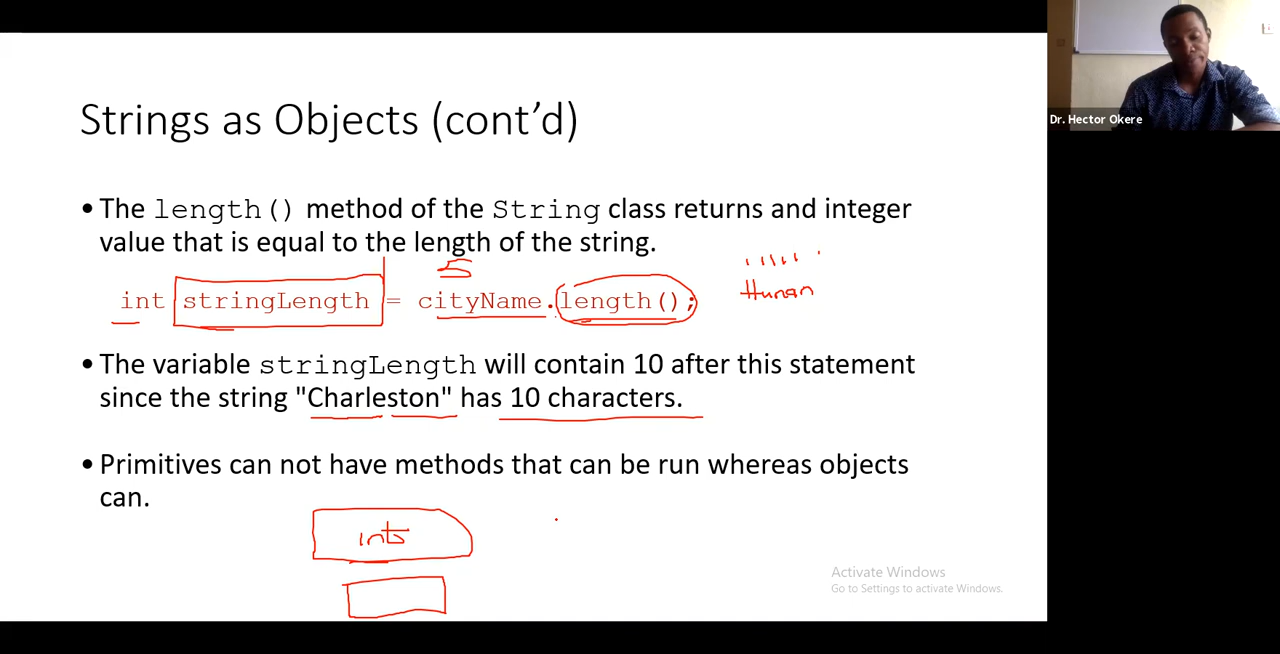 Strings as Objects (cont’d)
• The length() method of the String class returns and integer
value that is equal to the length of the string.
5
int stringLength = cityName.length();
Human
• The variable stringLength will contain 10 after this statement
since the string "Charleston" has 10 characters.
• Primitives can not have methods that can be run whereas objects
can.
Activate Windows
Go to Settings to activate Windows.
Dr. Hector Okere